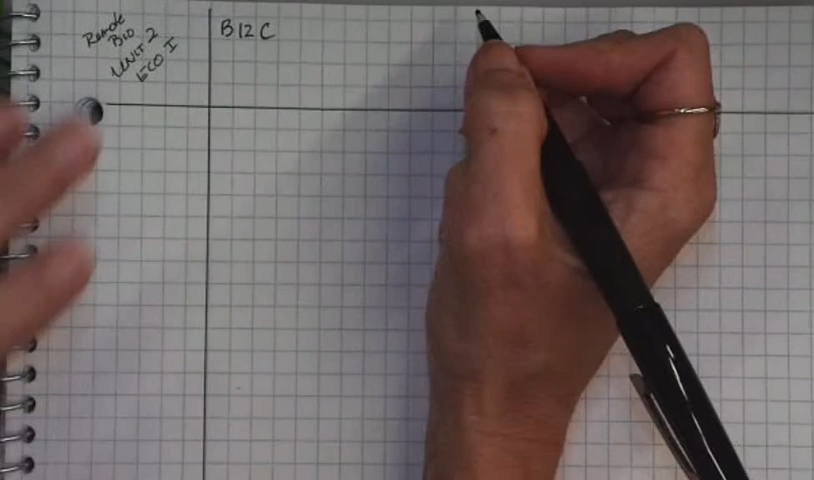 Remote
BIO
UNIT 2
ECO I
B12C